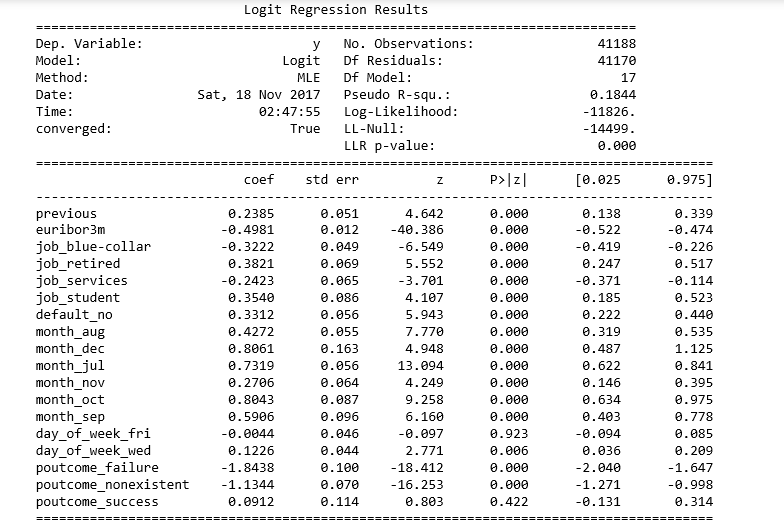 Logit Regression Results
==============================================================================
Dep. Variable:                      y   No. Observations:                41188
Model:                          Logit   Df Residuals:                    41170
Method:                           MLE   Df Model:                           17
Date:                Sat, 18 Nov 2017   Pseudo R-squ.:                  0.1844
Time:                        02:47:55   Log-Likelihood:                -11826.
converged:                       True   LL-Null:                       -14499.
                                        LLR p-value:                     0.000
========================================================================================
                           coef    std err          z      P>|z|      [0.025      0.975]
----------------------------------------------------------------------------------------
previous                 0.2385      0.051      4.642      0.000       0.138       0.339
euribor3m               -0.4981      0.012    -40.386      0.000      -0.522      -0.474
job_blue-collar         -0.3222      0.049     -6.549      0.000      -0.419      -0.226
job_retired              0.3821      0.069      5.552      0.000       0.247       0.517
job_services            -0.2423      0.065     -3.701      0.000      -0.371      -0.114
job_student              0.3540      0.086      4.107      0.000       0.185       0.523
default_no               0.3312      0.056      5.943      0.000       0.222       0.440
month_aug                0.4272      0.055      7.770      0.000       0.319       0.535
month_dec                0.8061      0.163      4.948      0.000       0.487       1.125
month_jul                0.7319      0.056     13.094      0.000       0.622       0.841
month_nov                0.2706      0.064      4.249      0.000       0.146       0.395
month_oct                0.8043      0.087      9.258      0.000       0.634       0.975
month_sep                0.5906      0.096      6.160      0.000       0.403       0.778
day_of_week_fri         -0.0044      0.046     -0.097      0.923      -0.094       0.085
day_of_week_wed          0.1226      0.044      2.771      0.006       0.036       0.209
poutcome_failure        -1.8438      0.100    -18.412      0.000      -2.040      -1.647
poutcome_nonexistent    -1.1344      0.070    -16.253      0.000      -1.271      -0.998
poutcome_success         0.0912      0.114      0.803      0.422      -0.131       0.314
========================================================================================